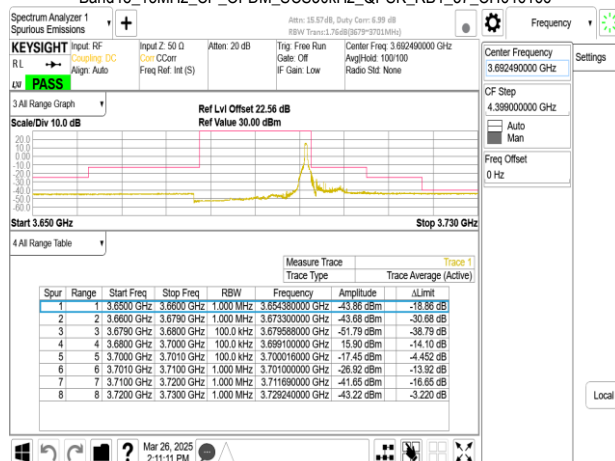 Spectrum Analyzer 1
Spurious Emissions
Attn: 15.57dB, Duty Corr: 6.99 dB
RBW Trans:1.76dB(3679~3701MHz)
Frequency
Settings
KEYSIGHT
RL
Input: RF
Coupling: DC
Align: Auto
Input Z: 50 Ω
Corr CCorr
Freq Ref: Int (S)
Atten: 20 dB
Trig: Free Run
Gate: Off
IF Gain: Low
Center Freq: 3.692490000 GHz
Avg|Hold: 100/100
Radio Std: None
LXI PASS
Center Frequency
3.692490000 GHz
CF Step
4.399000000 GHz
Auto
Man
Freq Offset
0 Hz
3 All Range Graph
Scale/Div 10.0 dB
Ref Lvl Offset 22.56 dB
Ref Value 30.00 dBm
20.0
10.0
0.00
-10.0
-20.0
-30.0
-40.0
-50.0
-60.0
Start 3.650 GHz
Stop 3.730 GHz
4 All Range Table
Measure Trace Trace 1
Trace Type Trace Average (Active)
Spur Range Start Freq Stop Freq RBW Frequency Amplitude ΔLimit
1 1 3.6500 GHz 3.6600 GHz 1.000 MHz 3.654380000 GHz -43.86 dBm -18.86 dB
2 2 3.6600 GHz 3.6790 GHz 1.000 MHz 3.673300000 GHz -43.68 dBm -30.68 dB
3 3 3.6790 GHz 3.6800 GHz 100.0 kHz 3.679588000 GHz -51.79 dBm -38.79 dB
4 4 3.6800 GHz 3.7000 GHz 100.0 kHz 3.699100000 GHz 15.90 dBm -14.10 dB
5 5 3.7000 GHz 3.7010 GHz 100.0 kHz 3.700016000 GHz -17.45 dBm -4.452 dB
6 6 3.7010 GHz 3.7100 GHz 1.000 MHz 3.701000000 GHz -26.92 dBm -13.92 dB
7 7 3.7100 GHz 3.7200 GHz 1.000 MHz 3.711690000 GHz -41.65 dBm -16.65 dB
8 8 3.7200 GHz 3.7300 GHz 1.000 MHz 3.729240000 GHz -43.22 dBm -3.220 dB
Local
Mar 26, 2025
2:11:11 PM